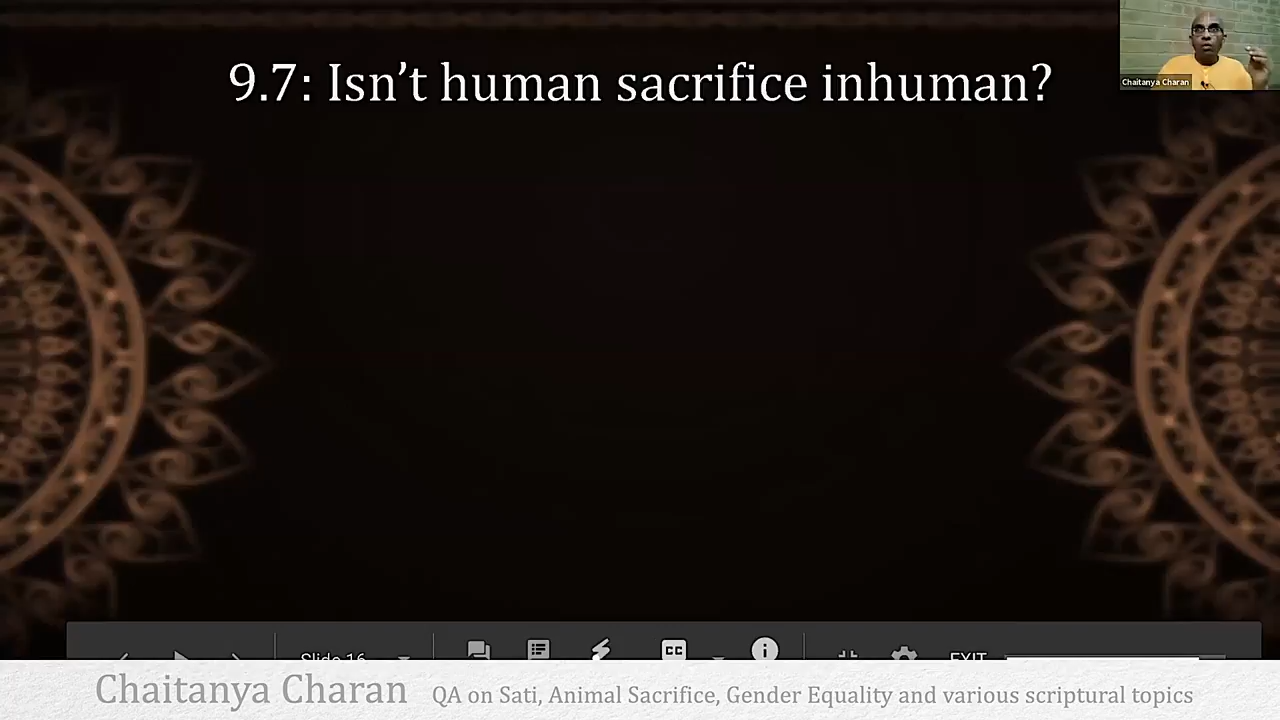 9.7: Isn't human sacrifice inhuman?
Chaitanya Charan
Slide 16
CC
EXIT
Chaitanya Charan QA on Sati, Animal Sacrifice, Gender Equality and various scriptural topics